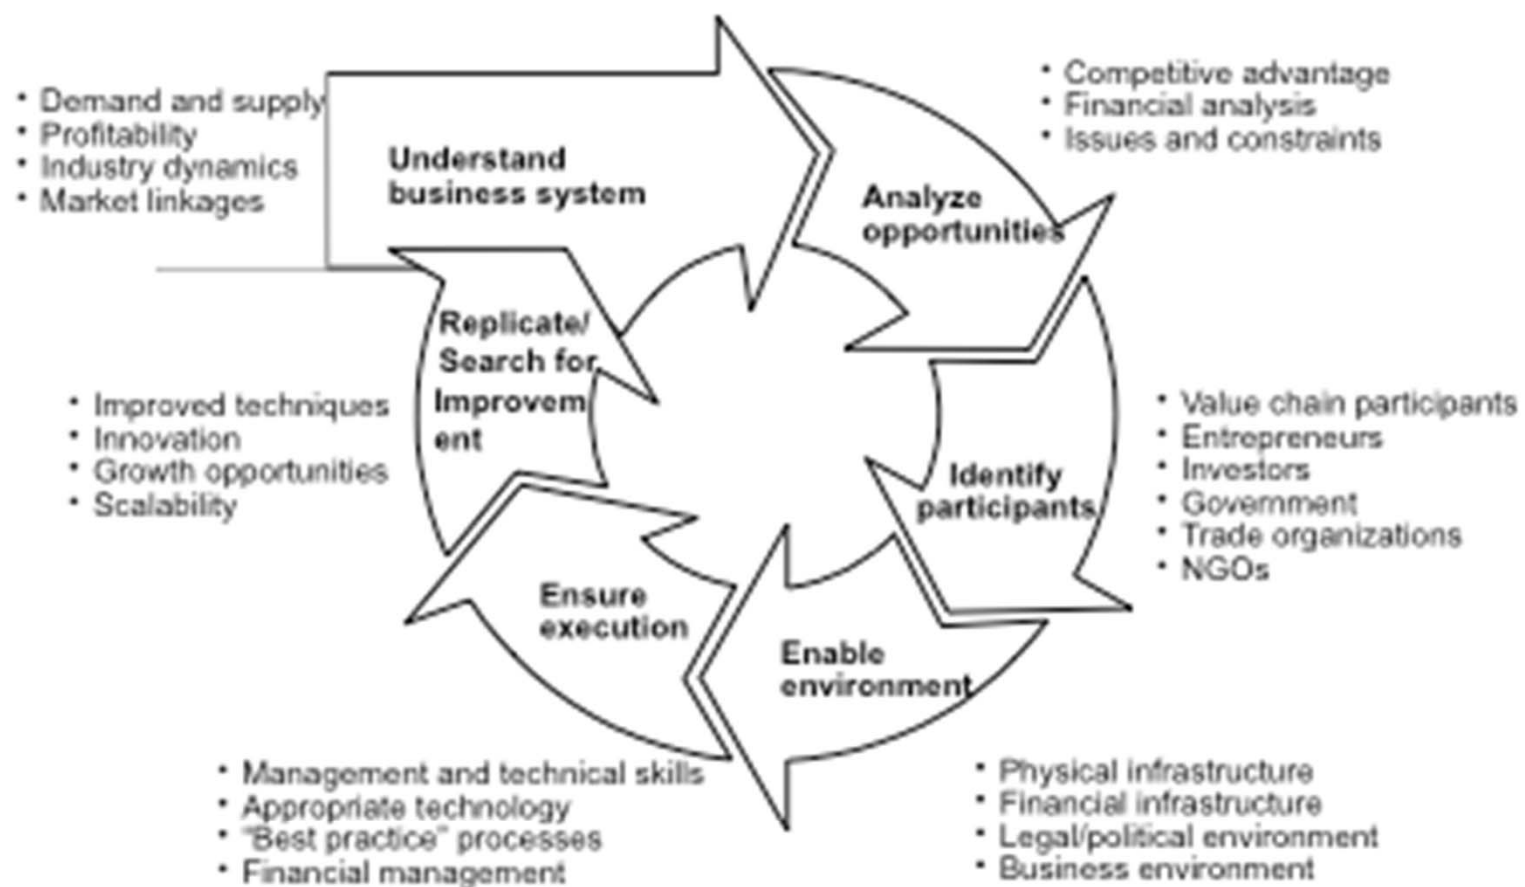 • Demand and supply
• Profitability
• Industry dynamics
• Market linkages
Understand
business system
• Competitive advantage
• Financial analysis
• Issues and constraints
Analyze
opportunities
• Value chain participants
• Entrepreneurs
• Investors
• Government
• Trade organizations
• NGOs
Identify
participants
Enable
environment
• Physical infrastructure
• Financial infrastructure
• Legal/political environment
• Business environment
Ensure
execution
• Management and technical skills
• Appropriate technology
• "Best practice" processes
• Financial management
Replicate/
Search for
Improvem
ent
• Improved techniques
• Innovation
• Growth opportunities
• Scalability